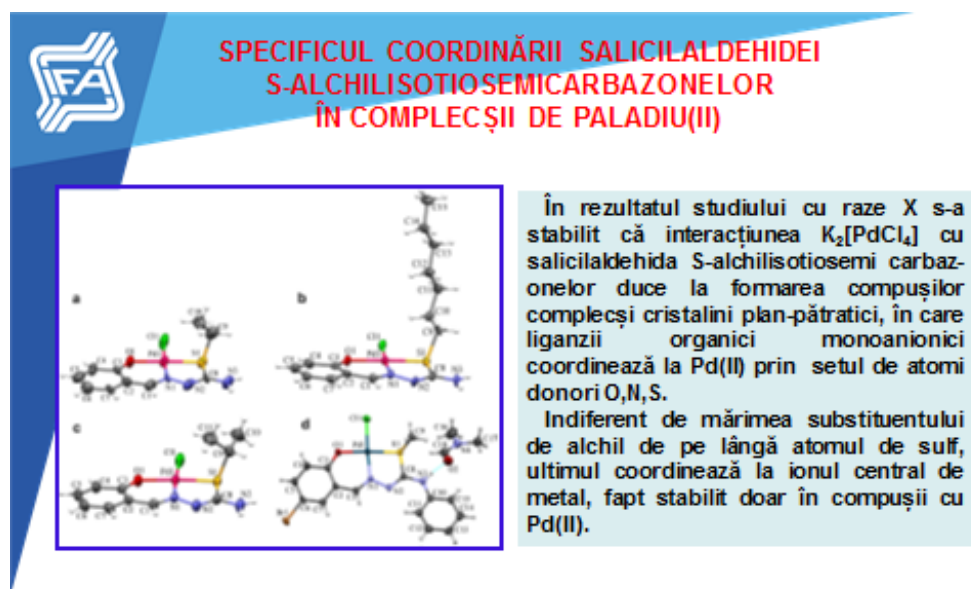 IFA
SPECIFICUL COORDINĂRII SALICILALDEHIDEI
S-ALCHILISOTIOSEMICARBAZONELOR
ÎN COMPLECȘII DE PALADIU(II)
a
b
c
d
În rezultatul studiului cu raze X s-a
stabilit că interacțiunea K₂[PdCl₄] cu
salicilaldehida S-alchilisotiosemi carbaz-
onelor duce la formarea compușilor
complecși cristalini plan-pătratici, în care
liganzii organici monoanionici
coordinează la Pd(II) prin setul de atomi
donori O,N,S.
Indiferent de mărimea substituentului
de alchil de pe lângă atomul de sulf,
ultimul coordinează la ionul central de
metal, fapt stabilit doar în compușii cu
Pd(II).